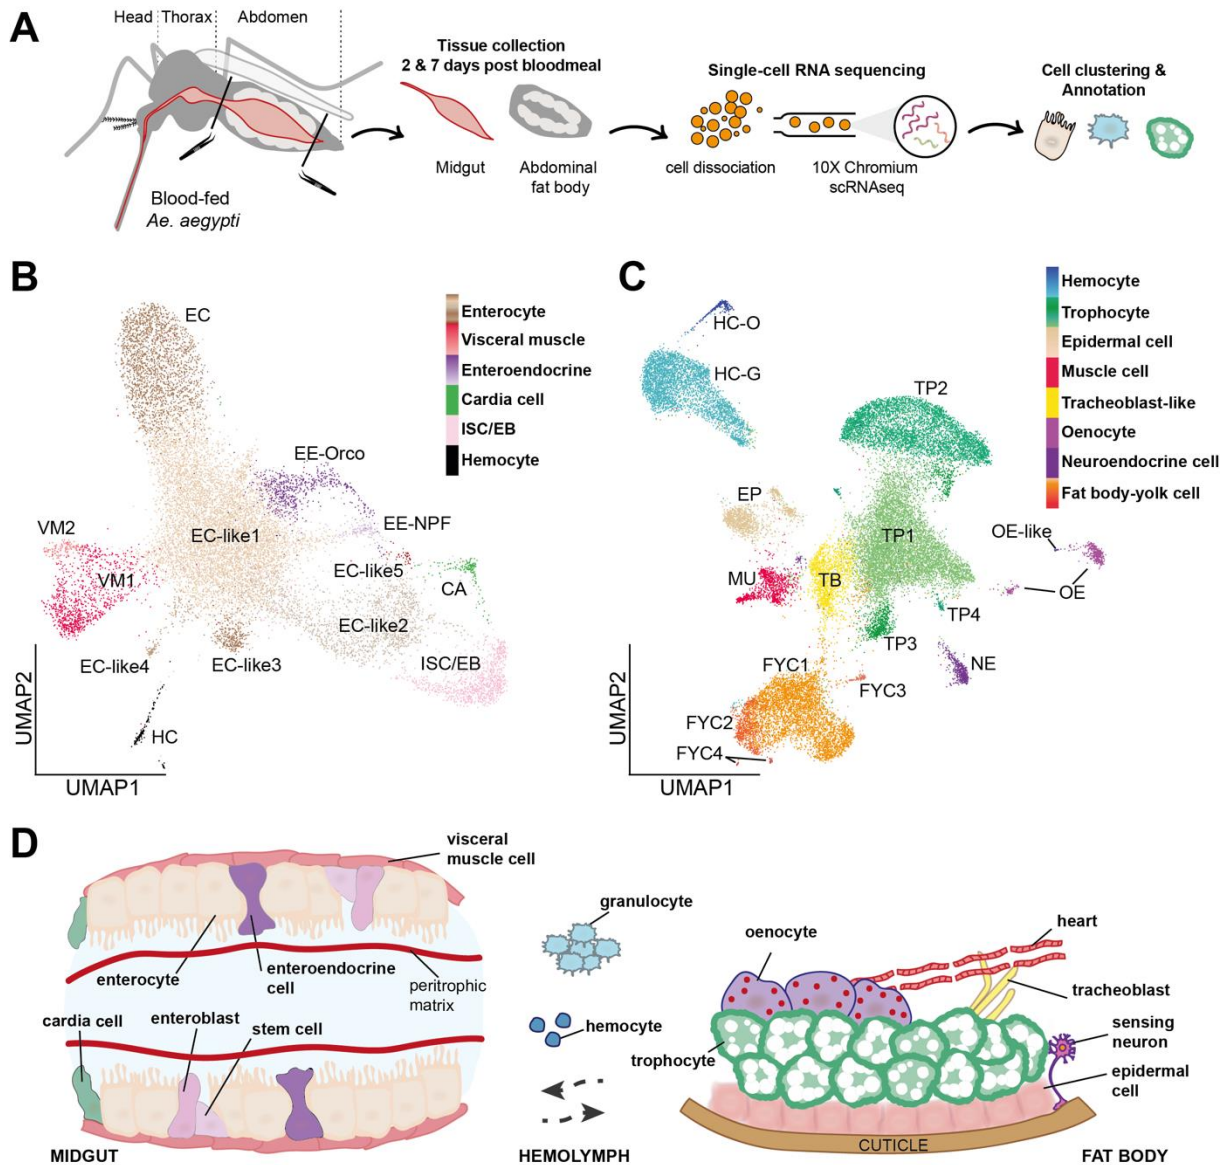 A
Head
Thorax
Abdomen
Blood-fed
Ae. aegypti
Tissue collection
2 & 7 days post bloodmeal
Midgut
Abdominal
fat body
Single-cell RNA sequencing
cell dissociation
10X Chromium
scRNAseq
Cell clustering &
Annotation
B
EC
Enterocyte
Visceral muscle
Enteroendocrine
Cardia cell
ISC/EB
Hemocyte
EE-Orco
VM2
EC-like1
EE-NPF
VM1
EC-like5
CA
EC-like2
EC-like4
EC-like3
ISC/EB
HC
UMAP2
UMAP1
C
HC-O
HC-G
Hemocyte
Trophocyte
Epidermal cell
Muscle cell
Tracheoblast-like
Oenocyte
Neuroendocrine cell
Fat body-yolk cell
TP2
EP
TP1
OE-like
MU
TB
OE
TP4
TP3
NE
FYC1
FYC3
FYC2
FYC4
UMAP2
UMAP1
D
visceral
muscle cell
enterocyte
enteroendocrine
cell
peritrophic
matrix
cardia cell
enteroblast
stem cell
MIDGUT
granulocyte
hemocyte
HEMOLYMPH
oenocyte
heart
tracheoblast
sensing
neuron
trophocyte
epidermal
cell
CUTICLE
FAT BODY